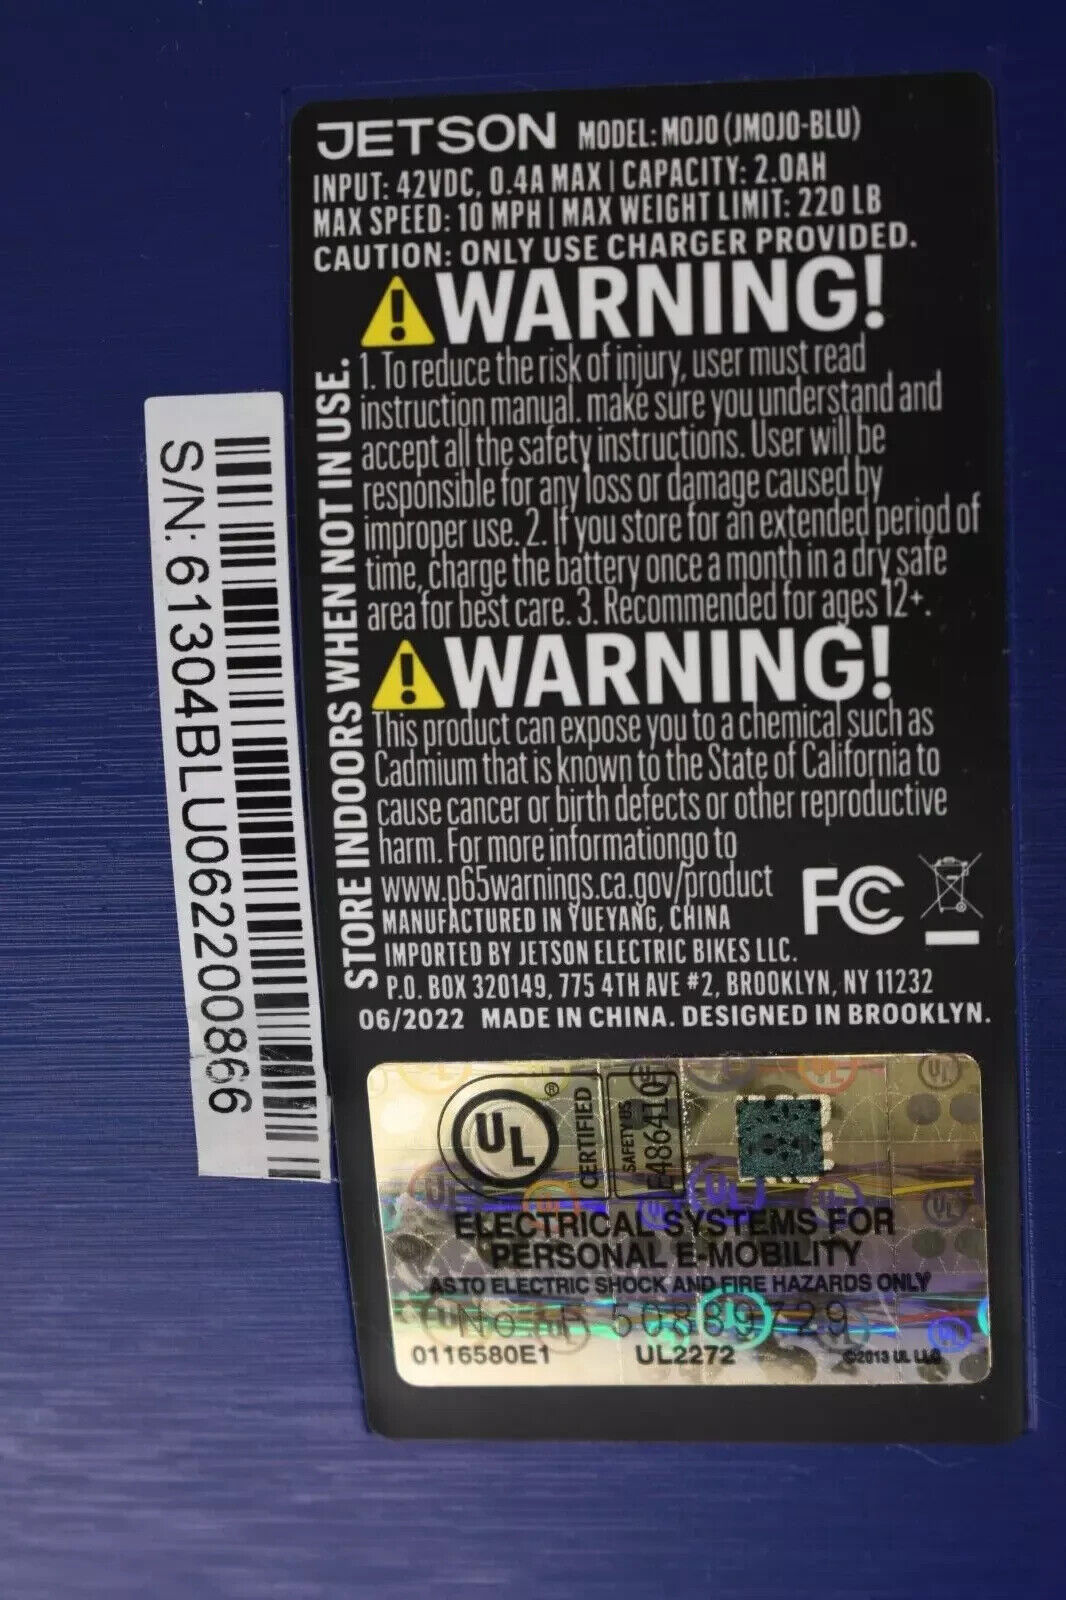 JETSON MODEL: MOJO (JMOJO-BLU)
INPUT: 42VDC, 0.4A MAX | CAPACITY: 2.0AH
MAX SPEED: 10 MPH | MAX WEIGHT LIMIT: 220 LB
CAUTION: ONLY USE CHARGER PROVIDED.
WARNING!
1. To reduce the risk of injury, user must read
instruction manual. make sure you understand and
accept all the safety instructions. User will be
responsible for any loss or damage caused by
improper use. 2. If you store for an extended period of
time, charge the battery once a month in a dry safe
area for best care. 3. Recommended for ages 12+.
WARNING!
This product can expose you to a chemical such as
Cadmium that is known to the State of California to
cause cancer or birth defects or other reproductive
harm. For more informationgo to
www.p65warnings.ca.gov/product
MANUFACTURED IN YUEYANG, CHINA
IMPORTED BY JETSON ELECTRIC BIKES LLC.
P.O. BOX 320149, 775 4TH AVE #2, BROOKLYN, NY 11232
06/2022 MADE IN CHINA. DESIGNED IN BROOKLYN.
STORE INDOORS WHEN NOT IN USE.
FCC
S/N: 61304BLU062200866
UL ®
CERTIFIED
SAFETY US
E486410
ELECTRICAL SYSTEMS FOR
PERSONAL E-MOBILITY
AS TO ELECTRIC SHOCK AND FIRE HAZARDS ONLY
0116580E1 UL2272 ©2013 UL LLC